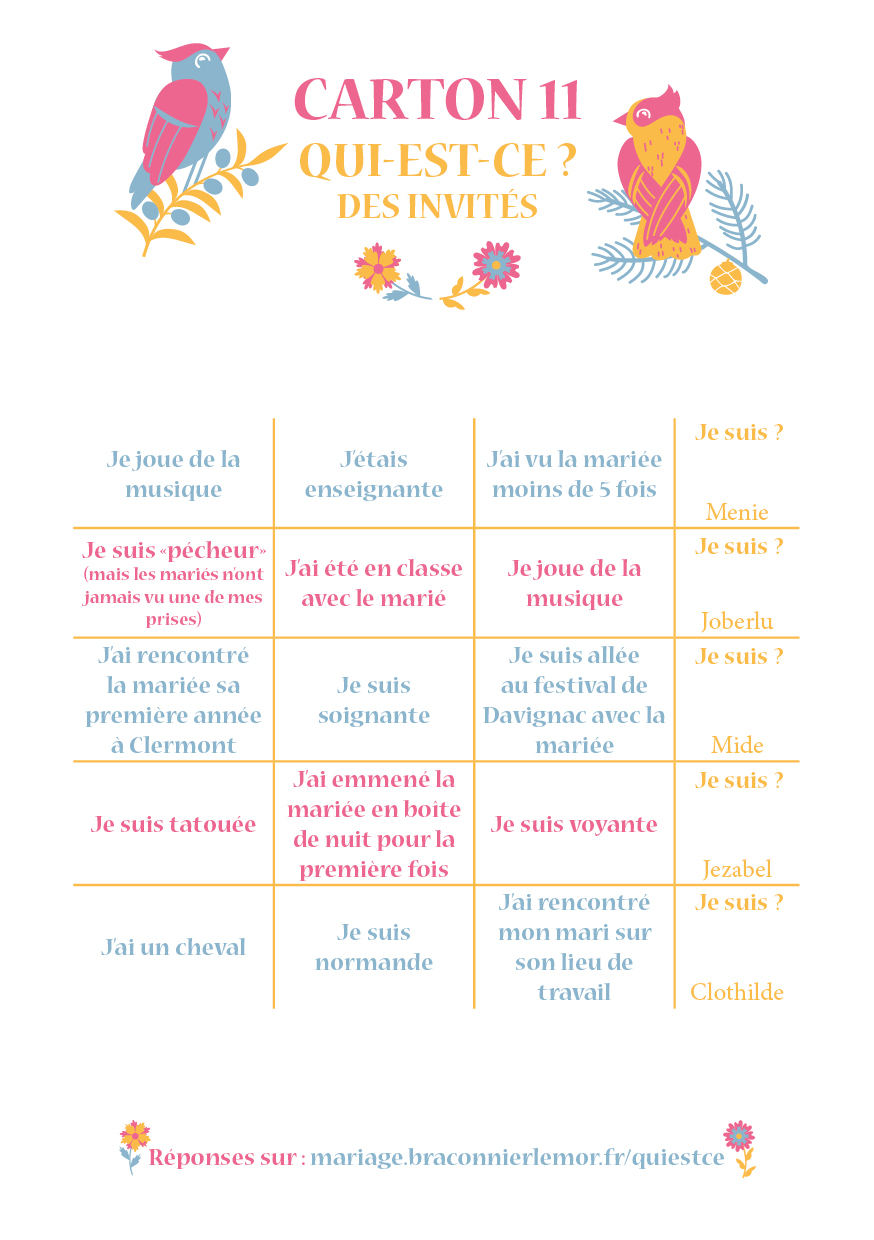 CARTON 11
QUI-EST-CE ?
DES INVITÉS
Je joue de la
musique
J'étais
enseignante
J'ai vu la mariée
moins de 5 fois
Je suis ?
Menie
Je suis «pécheur»
(mais les mariés n'ont
jamais vu une de mes
prises)
J'ai été en classe
avec le marié
Je joue de la
musique
Je suis ?
Joberlu
J'ai rencontré
la mariée sa
première année
à Clermont
Je suis
soignante
Je suis allée
au festival de
Davignac avec la
mariée
Je suis ?
Mide
Je suis tatouée
J'ai emmené la
mariée en boîte
de nuit pour la
première fois
Je suis voyante
Je suis ?
Jezabel
J'ai un cheval
Je suis
normande
J'ai rencontré
mon mari sur
son lieu de
travail
Je suis ?
Clothilde
Réponses sur : mariage.braconnierlemor.fr/quiestce